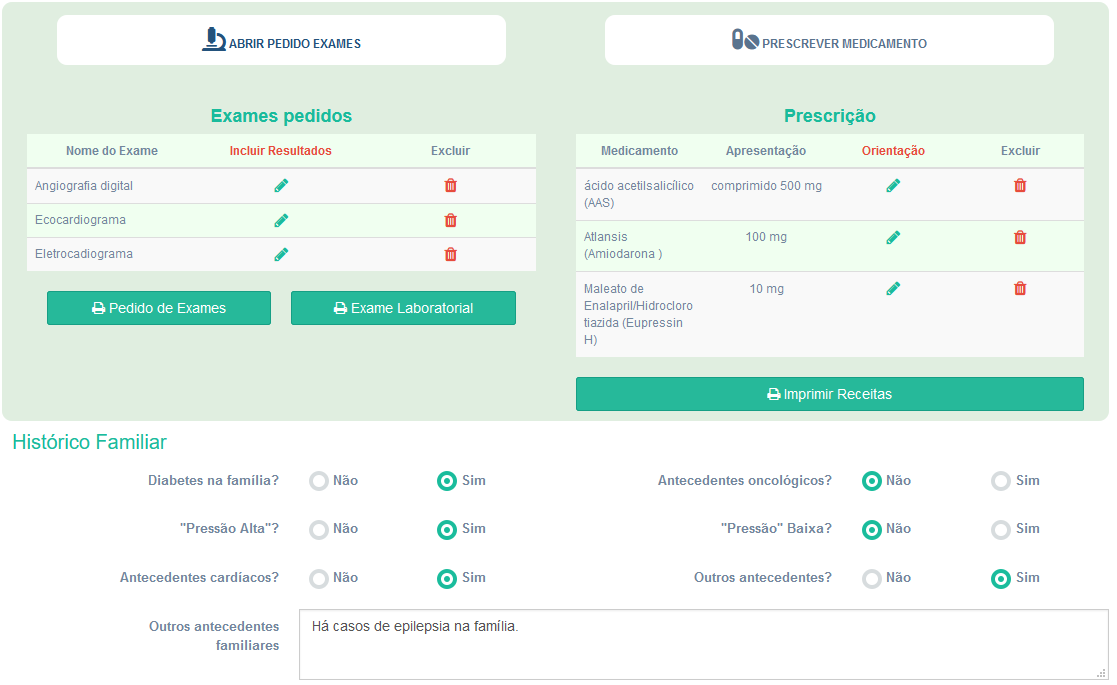 ABRIR PEDIDO EXAMES
PRESCREVER MEDICAMENTO
Exames pedidos
Nome do Exame Incluir Resultados Excluir
Angiografia digital
Ecocardiograma
Eletrocadiograma
Pedido de Exames
Exame Laboratorial
Prescrição
Medicamento Apresentação Orientação Excluir
ácido acetilsalicílico comprimido 500 mg
(AAS)
Atlansis 100 mg
(Amiodarona )
Maleato de 10 mg
Enalapril/Hidrocloro
tiazida (Eupressin
H)
Imprimir Receitas
Histórico Familiar
Diabetes na família? Não Sim
Antecedentes oncológicos? Não Sim
"Pressão Alta"? Não Sim
"Pressão" Baixa? Não Sim
Antecedentes cardíacos? Não Sim
Outros antecedentes? Não Sim
Outros antecedentes
familiares
Há casos de epilepsia na família.